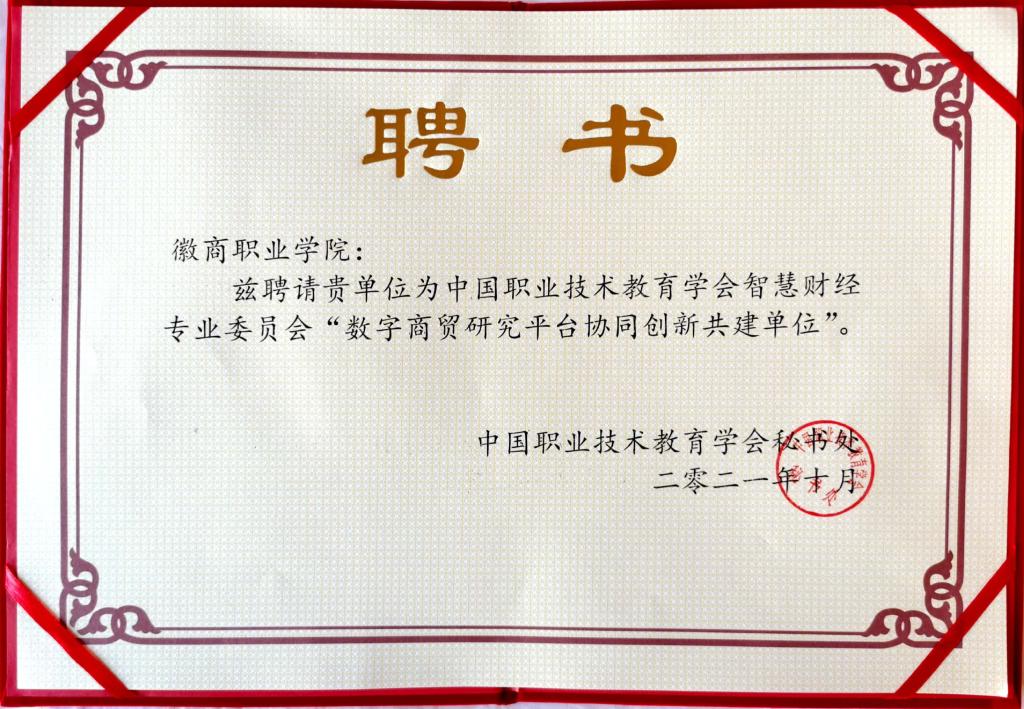 聘书
徽商职业学院：
兹聘请贵单位为中国职业技术教育学会智慧财经
专业委员会“数字商贸研究平台协同创新共建单位”。
中国职业技术教育学会秘书处
二零二一年十月